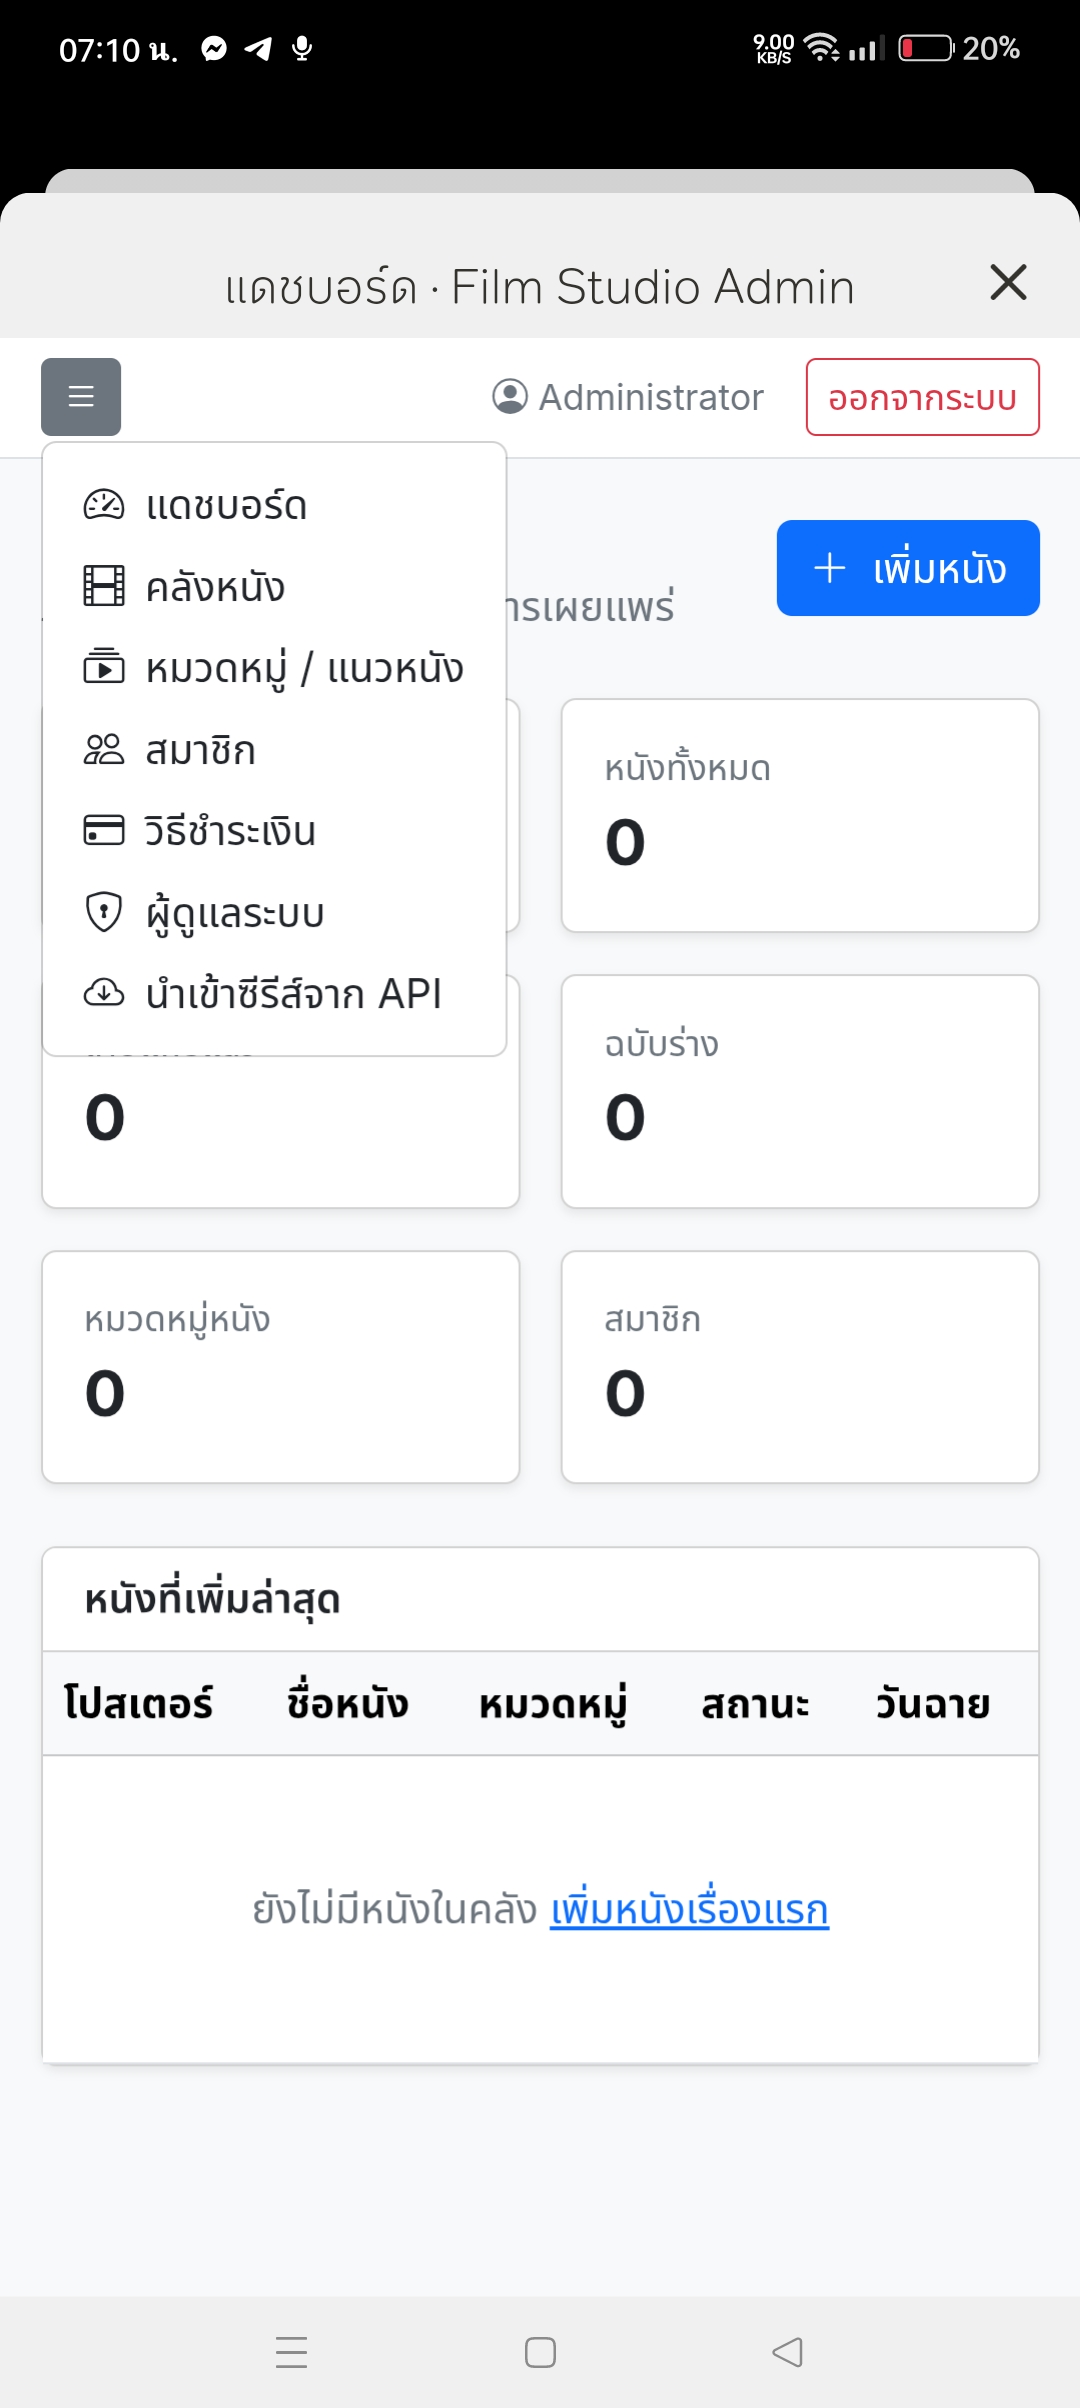 07:10 น.
9.00 KB/S
20%
แดชบอร์ด · Film Studio Admin
Administrator
ออกจากระบบ
แดชบอร์ด
คลังหนัง
หมวดหมู่ / แนวหนัง
สมาชิก
วิธีชำระเงิน
ผู้ดูแลระบบ
นำเข้าซีรีส์จาก API
เพิ่มหนัง
ารเผยแพร่
หนังทั้งหมด
0
0
ฉบับร่าง
0
หมวดหมู่หนัง
0
สมาชิก
0
หนังที่เพิ่มล่าสุด
โปสเตอร์ ชื่อหนัง หมวดหมู่ สถานะ วันฉาย
ยังไม่มีหนังในคลัง เพิ่มหนังเรื่องแรก